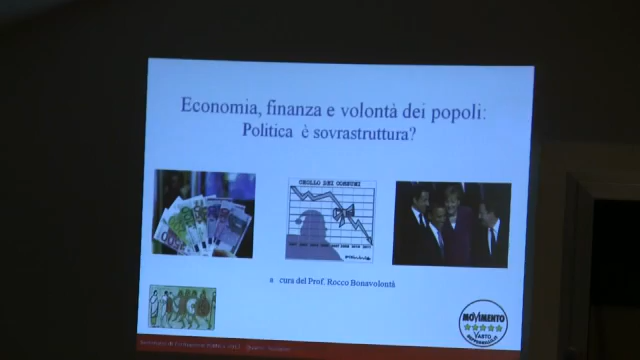 Economia, finanza e volontà dei popoli:
Politica è sovrastruttura?
CROLLO DEI CONSUMI
a cura del Prof. Rocco Bonavolontà
MOVIMENTO
VASTO